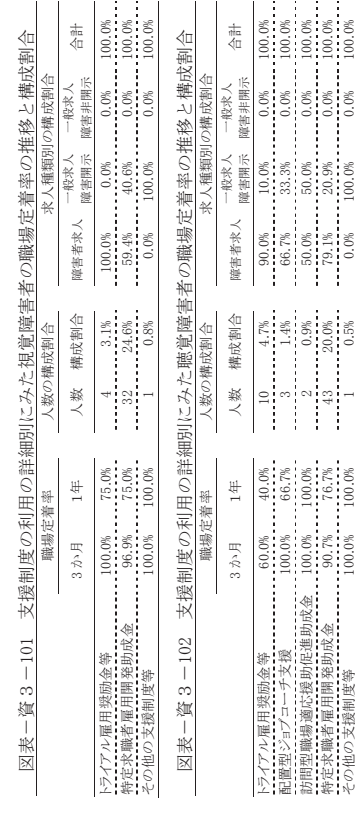 図表－資３－101　支援制度の利用の詳細別にみた視覚障害者の職場定着率の推移と構成割合
職場定着率 人数の構成割合 求人種類別の構成割合
３か月 1年 人数 構成割合 障害者求人 一般求人障害開示 一般求人障害非開示 合計
トライアル雇用奨励金等 100.0% 75.0% 4 3.1% 100.0% 0.0% 0.0% 100.0%
特定求職者雇用開発助成金 96.9% 75.0% 32 24.6% 59.4% 40.6% 0.0% 100.0%
その他の支援制度等 100.0% 100.0% 1 0.8% 0.0% 100.0% 0.0% 100.0%
図表－資３－102　支援制度の利用の詳細別にみた聴覚障害者の職場定着率の推移と構成割合
職場定着率 人数の構成割合 求人種類別の構成割合
３か月 1年 人数 構成割合 障害者求人 一般求人障害開示 一般求人障害非開示 合計
トライアル雇用奨励金等 60.0% 40.0% 10 4.7% 90.0% 10.0% 0.0% 100.0%
配置型ジョブコーチ支援 100.0% 66.7% 3 1.4% 66.7% 33.3% 0.0% 100.0%
訪問型職場適応援助促進助成金 100.0% 100.0% 2 0.9% 50.0% 50.0% 0.0% 100.0%
特定求職者雇用開発助成金 90.7% 76.7% 43 20.0% 79.1% 20.9% 0.0% 100.0%
その他の支援制度等 100.0% 100.0% 1 0.5% 0.0% 100.0% 0.0% 100.0%